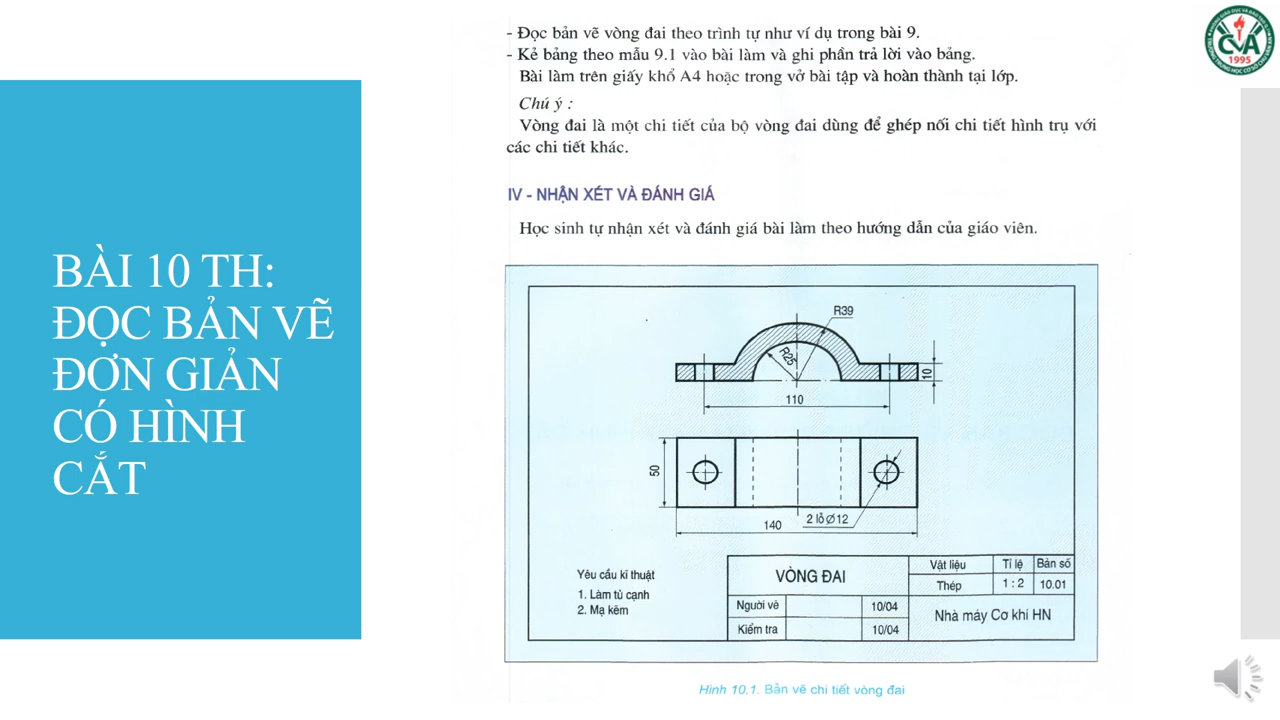 BÀI 10 TH:
ĐỌC BẢN VẼ
ĐƠN GIẢN
CÓ HÌNH
CẮT
- Đọc bản vẽ vòng đai theo trình tự như ví dụ trong bài 9.
- Kẻ bảng theo mẫu 9.1 vào bài làm và ghi phần trả lời vào bảng.
Bài làm trên giấy khổ A4 hoặc trong vở bài tập và hoàn thành tại lớp.
Chú ý :
Vòng đai là một chi tiết của bộ vòng đai dùng để ghép nối chi tiết hình trụ với
các chi tiết khác.
IV - NHẬN XÉT VÀ ĐÁNH GIÁ
Học sinh tự nhận xét và đánh giá bài làm theo hướng dẫn của giáo viên.
R39
R25
10
110
50
2 lỗ Ø12
140
Yêu cầu kĩ thuật
1. Làm tù cạnh
2. Mạ kẽm
VÒNG ĐAI
Vật liệu
Tỉ lệ
Bản số
Thép
1 : 2
10.01
Người vẽ
10/04
Kiểm tra
10/04
Nhà máy Cơ khí HN
Hình 10.1. Bản vẽ chi tiết vòng đai
CVA
1995